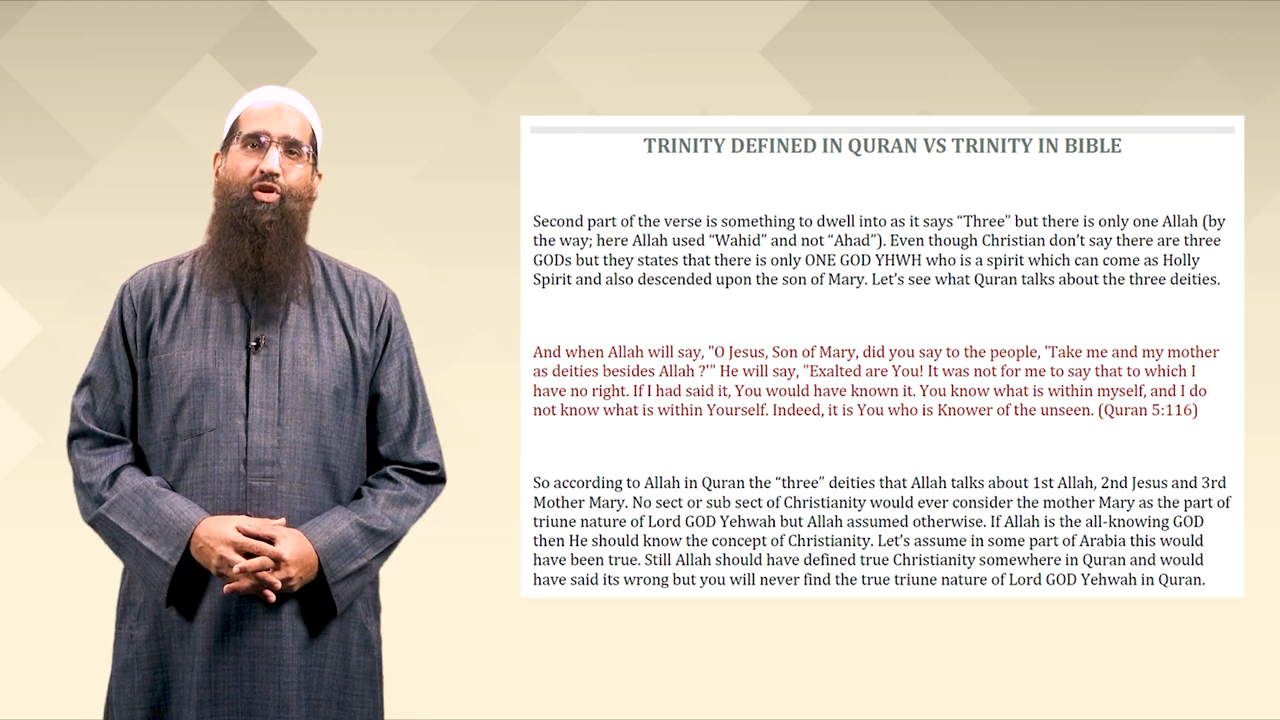 TRINITY DEFINED IN QURAN VS TRINITY IN BIBLE
Second part of the verse is something to dwell into as it says “Three” but there is only one Allah (by
the way; here Allah used “Wahid” and not “Ahad”). Even though Christian don’t say there are three
GODs but they states that there is only ONE GOD YHWH who is a spirit which can come as Holly
Spirit and also descended upon the son of Mary. Let’s see what Quran talks about the three deities.
And when Allah will say, "O Jesus, Son of Mary, did you say to the people, 'Take me and my mother
as deities besides Allah ?'" He will say, "Exalted are You! It was not for me to say that to which I
have no right. If I had said it, You would have known it. You know what is within myself, and I do
not know what is within Yourself. Indeed, it is You who is Knower of the unseen. (Quran 5:116)
So according to Allah in Quran the “three” deities that Allah talks about 1st Allah, 2nd Jesus and 3rd
Mother Mary. No sect or sub sect of Christianity would ever consider the mother Mary as the part of
triune nature of Lord GOD Yehwah but Allah assumed otherwise. If Allah is the all-knowing GOD
then He should know the concept of Christianity. Let’s assume in some part of Arabia this would
have been true. Still Allah should have defined true Christianity somewhere in Quran and would
have said its wrong but you will never find the true triune nature of Lord GOD Yehwah in Quran.